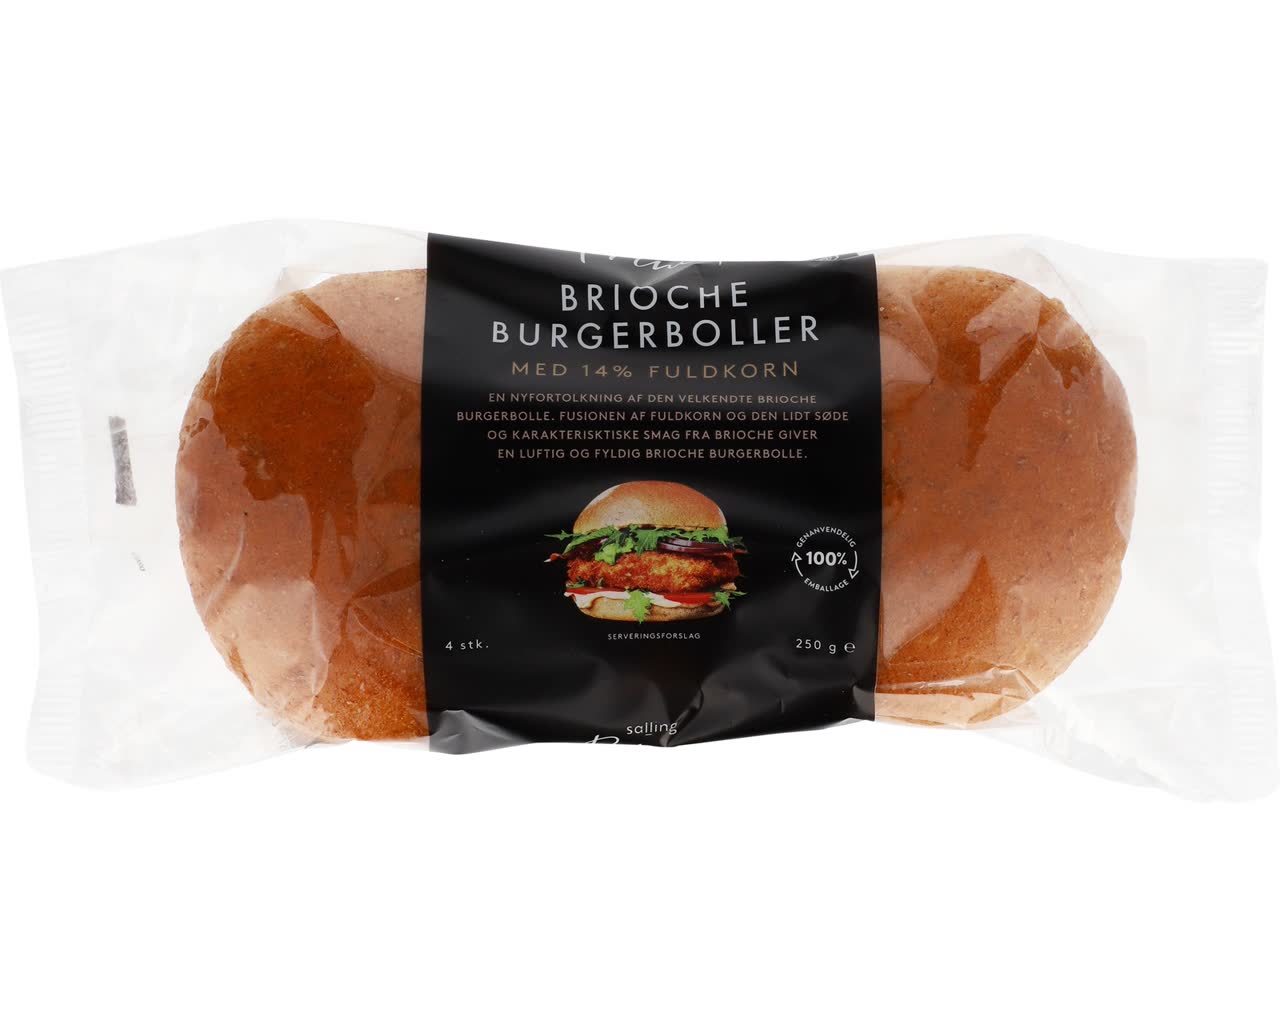 BRIOCHE
BURGERBOLLER
MED 14% FULDKORN
EN NYFORTOLKNING AF DEN VELKENDTE BRIOCHE
BURGERBOLLE. FUSIONEN AF FULDKORN OG DEN LIDT SØDE
OG KARAKTERISKTISKE SMAG FRA BRIOCHE GIVER
EN LUFTIG OG FYLDIG BRIOCHE BURGERBOLLE.
GENANVENDELIG
100%
EMBALLAGE
SERVERINGSFORSLAG
4 stk.
250 g e
salling